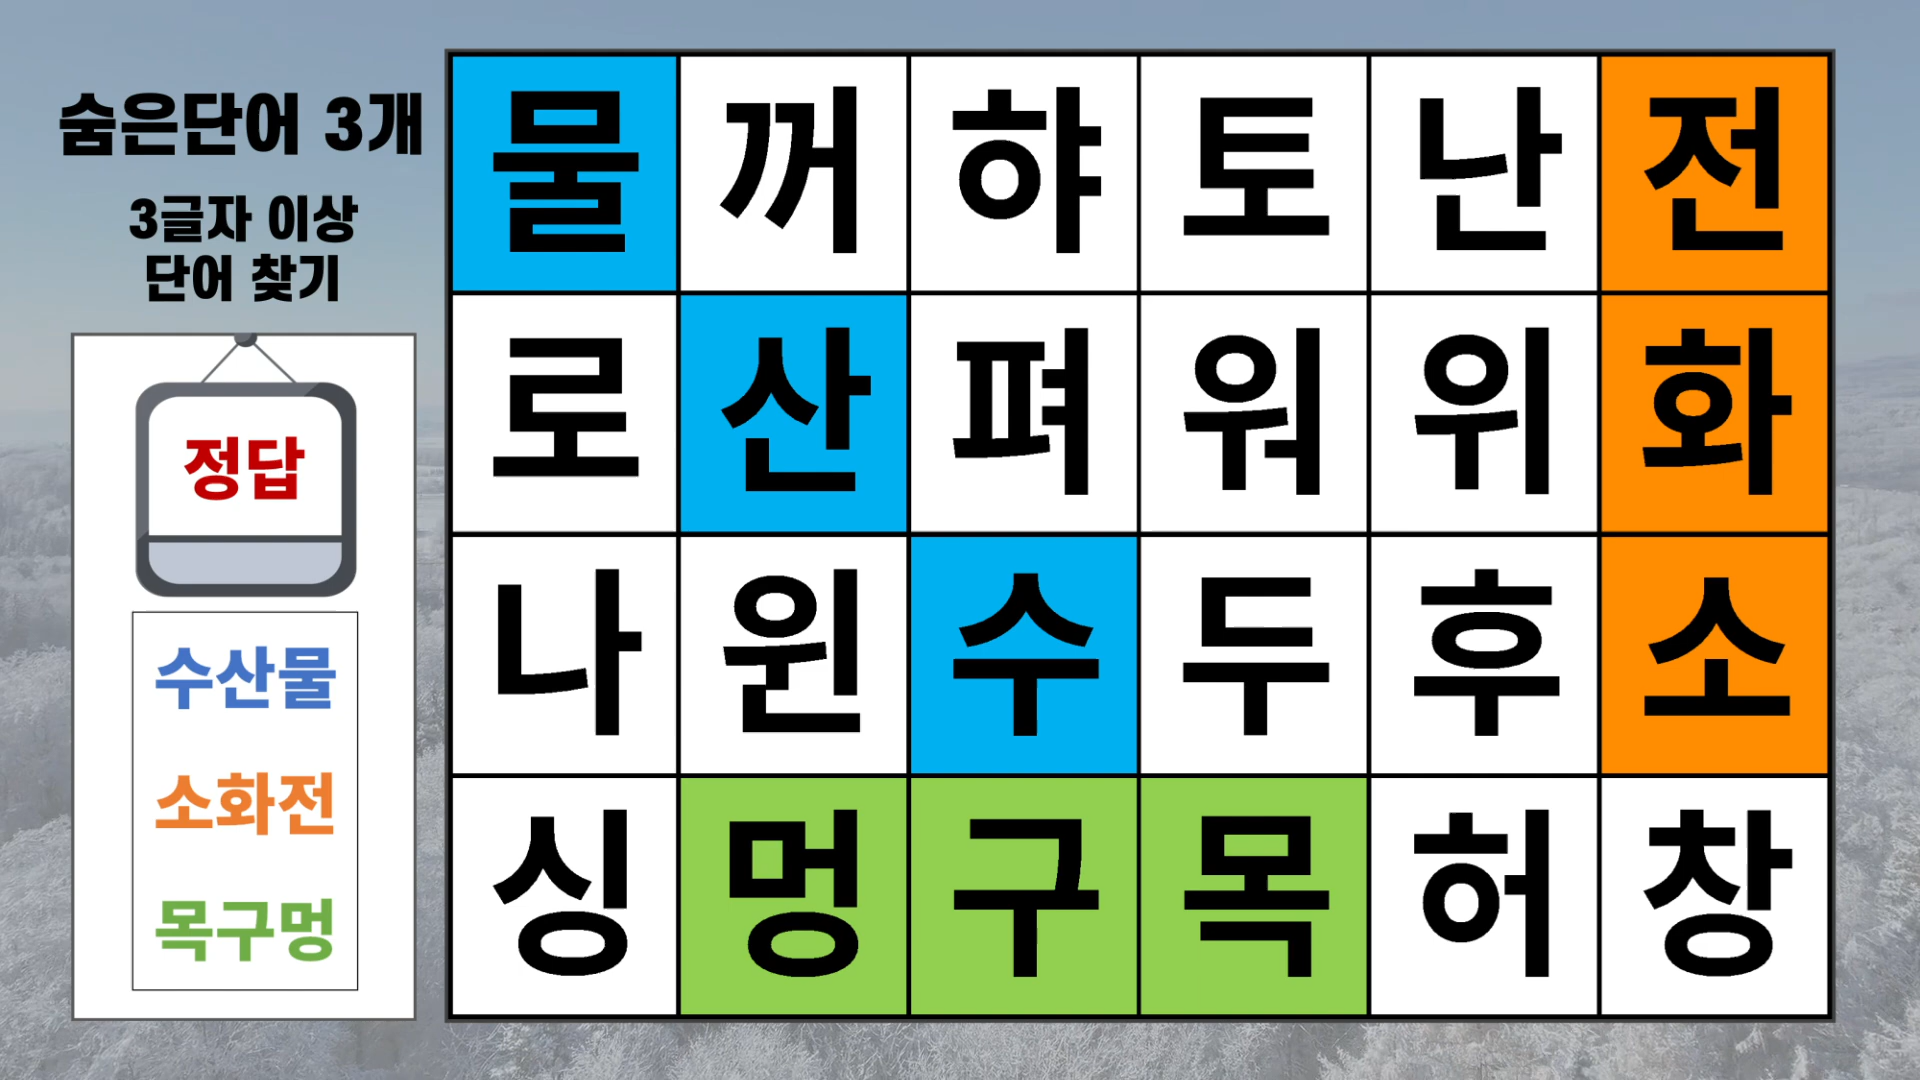 숨은단어 3개
3글자 이상
단어 찾기
정답
수산물
소화전
목구멍
물 꺼 햐 토 난 전
로 산 펴 워 위 화
나 원 수 두 후 소
싱 멍 구 목 허 창